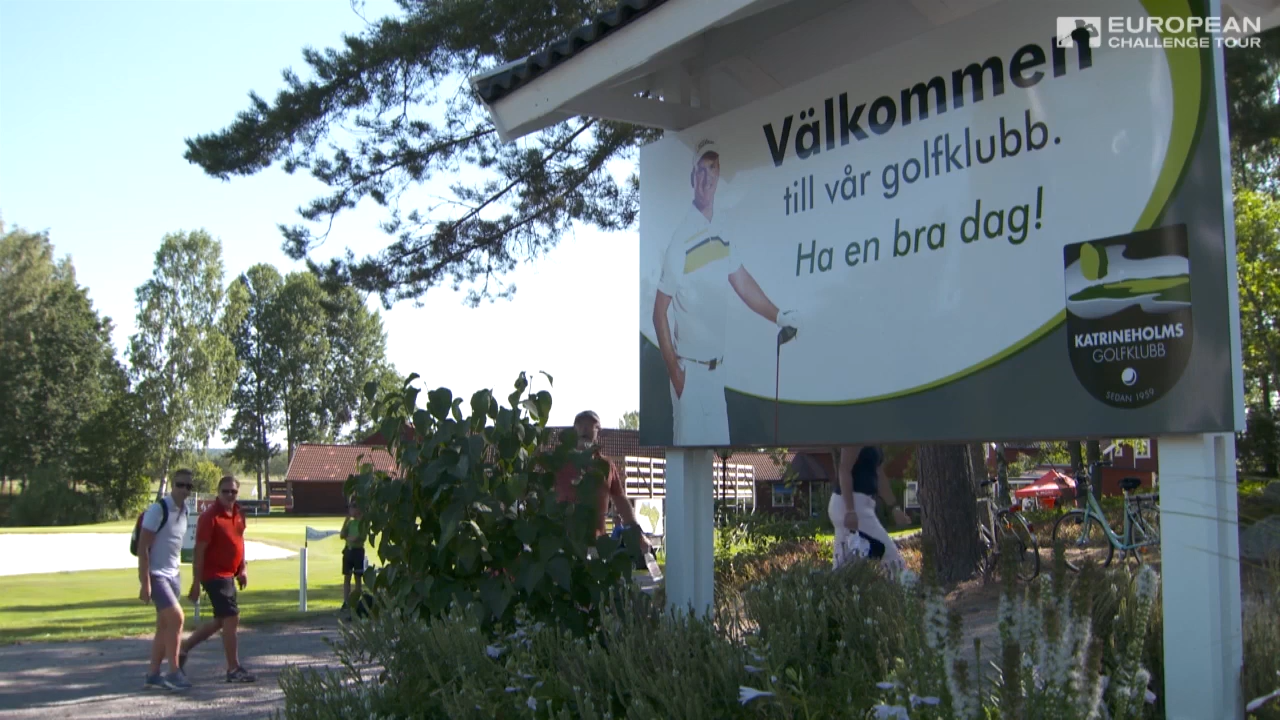 EUROPEAN
CHALLENGE TOUR
Välkommen
till vår golfklubb.
Ha en bra dag!
KATRINEHOLMS
GOLFKLUBB
SEDAN 1959